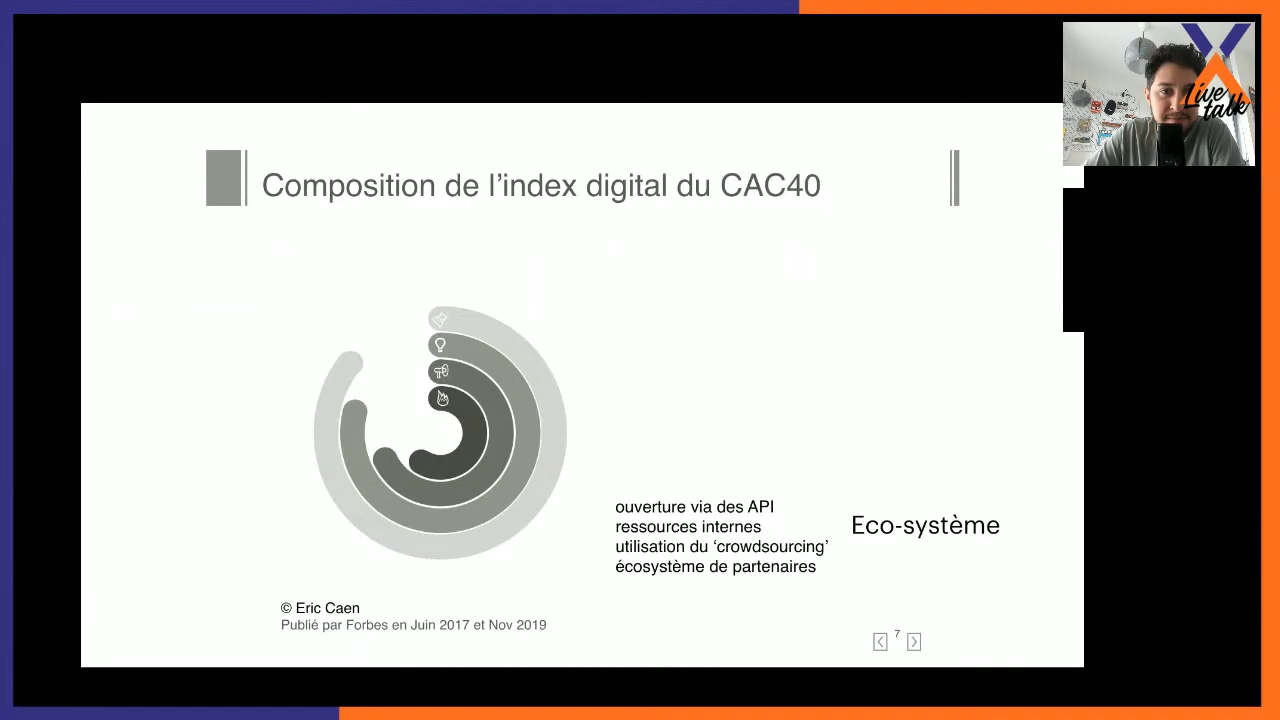 Live
talk
Composition de l’index digital du CAC40
ouverture via des API
ressources internes
utilisation du ‘crowdsourcing’
écosystème de partenaires
Eco-système
© Eric Caen
Publié par Forbes en Juin 2017 et Nov 2019
7